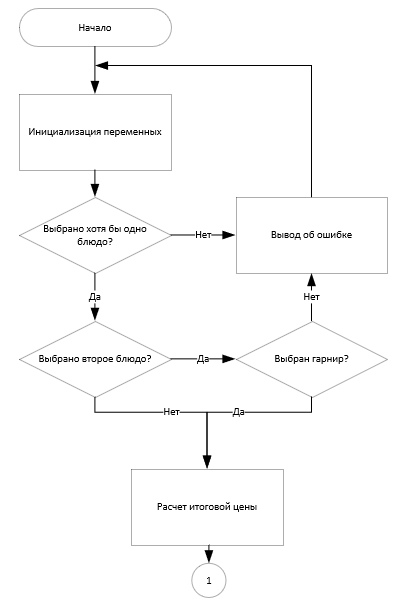 Начало
Инициализация переменных
Выбрано хотя бы одно
блюдо?
Нет
Вывод об ошибке
Да
Нет
Выбрано второе блюдо?
Да
Выбран гарнир?
Нет
Да
Расчет итоговой цены
1